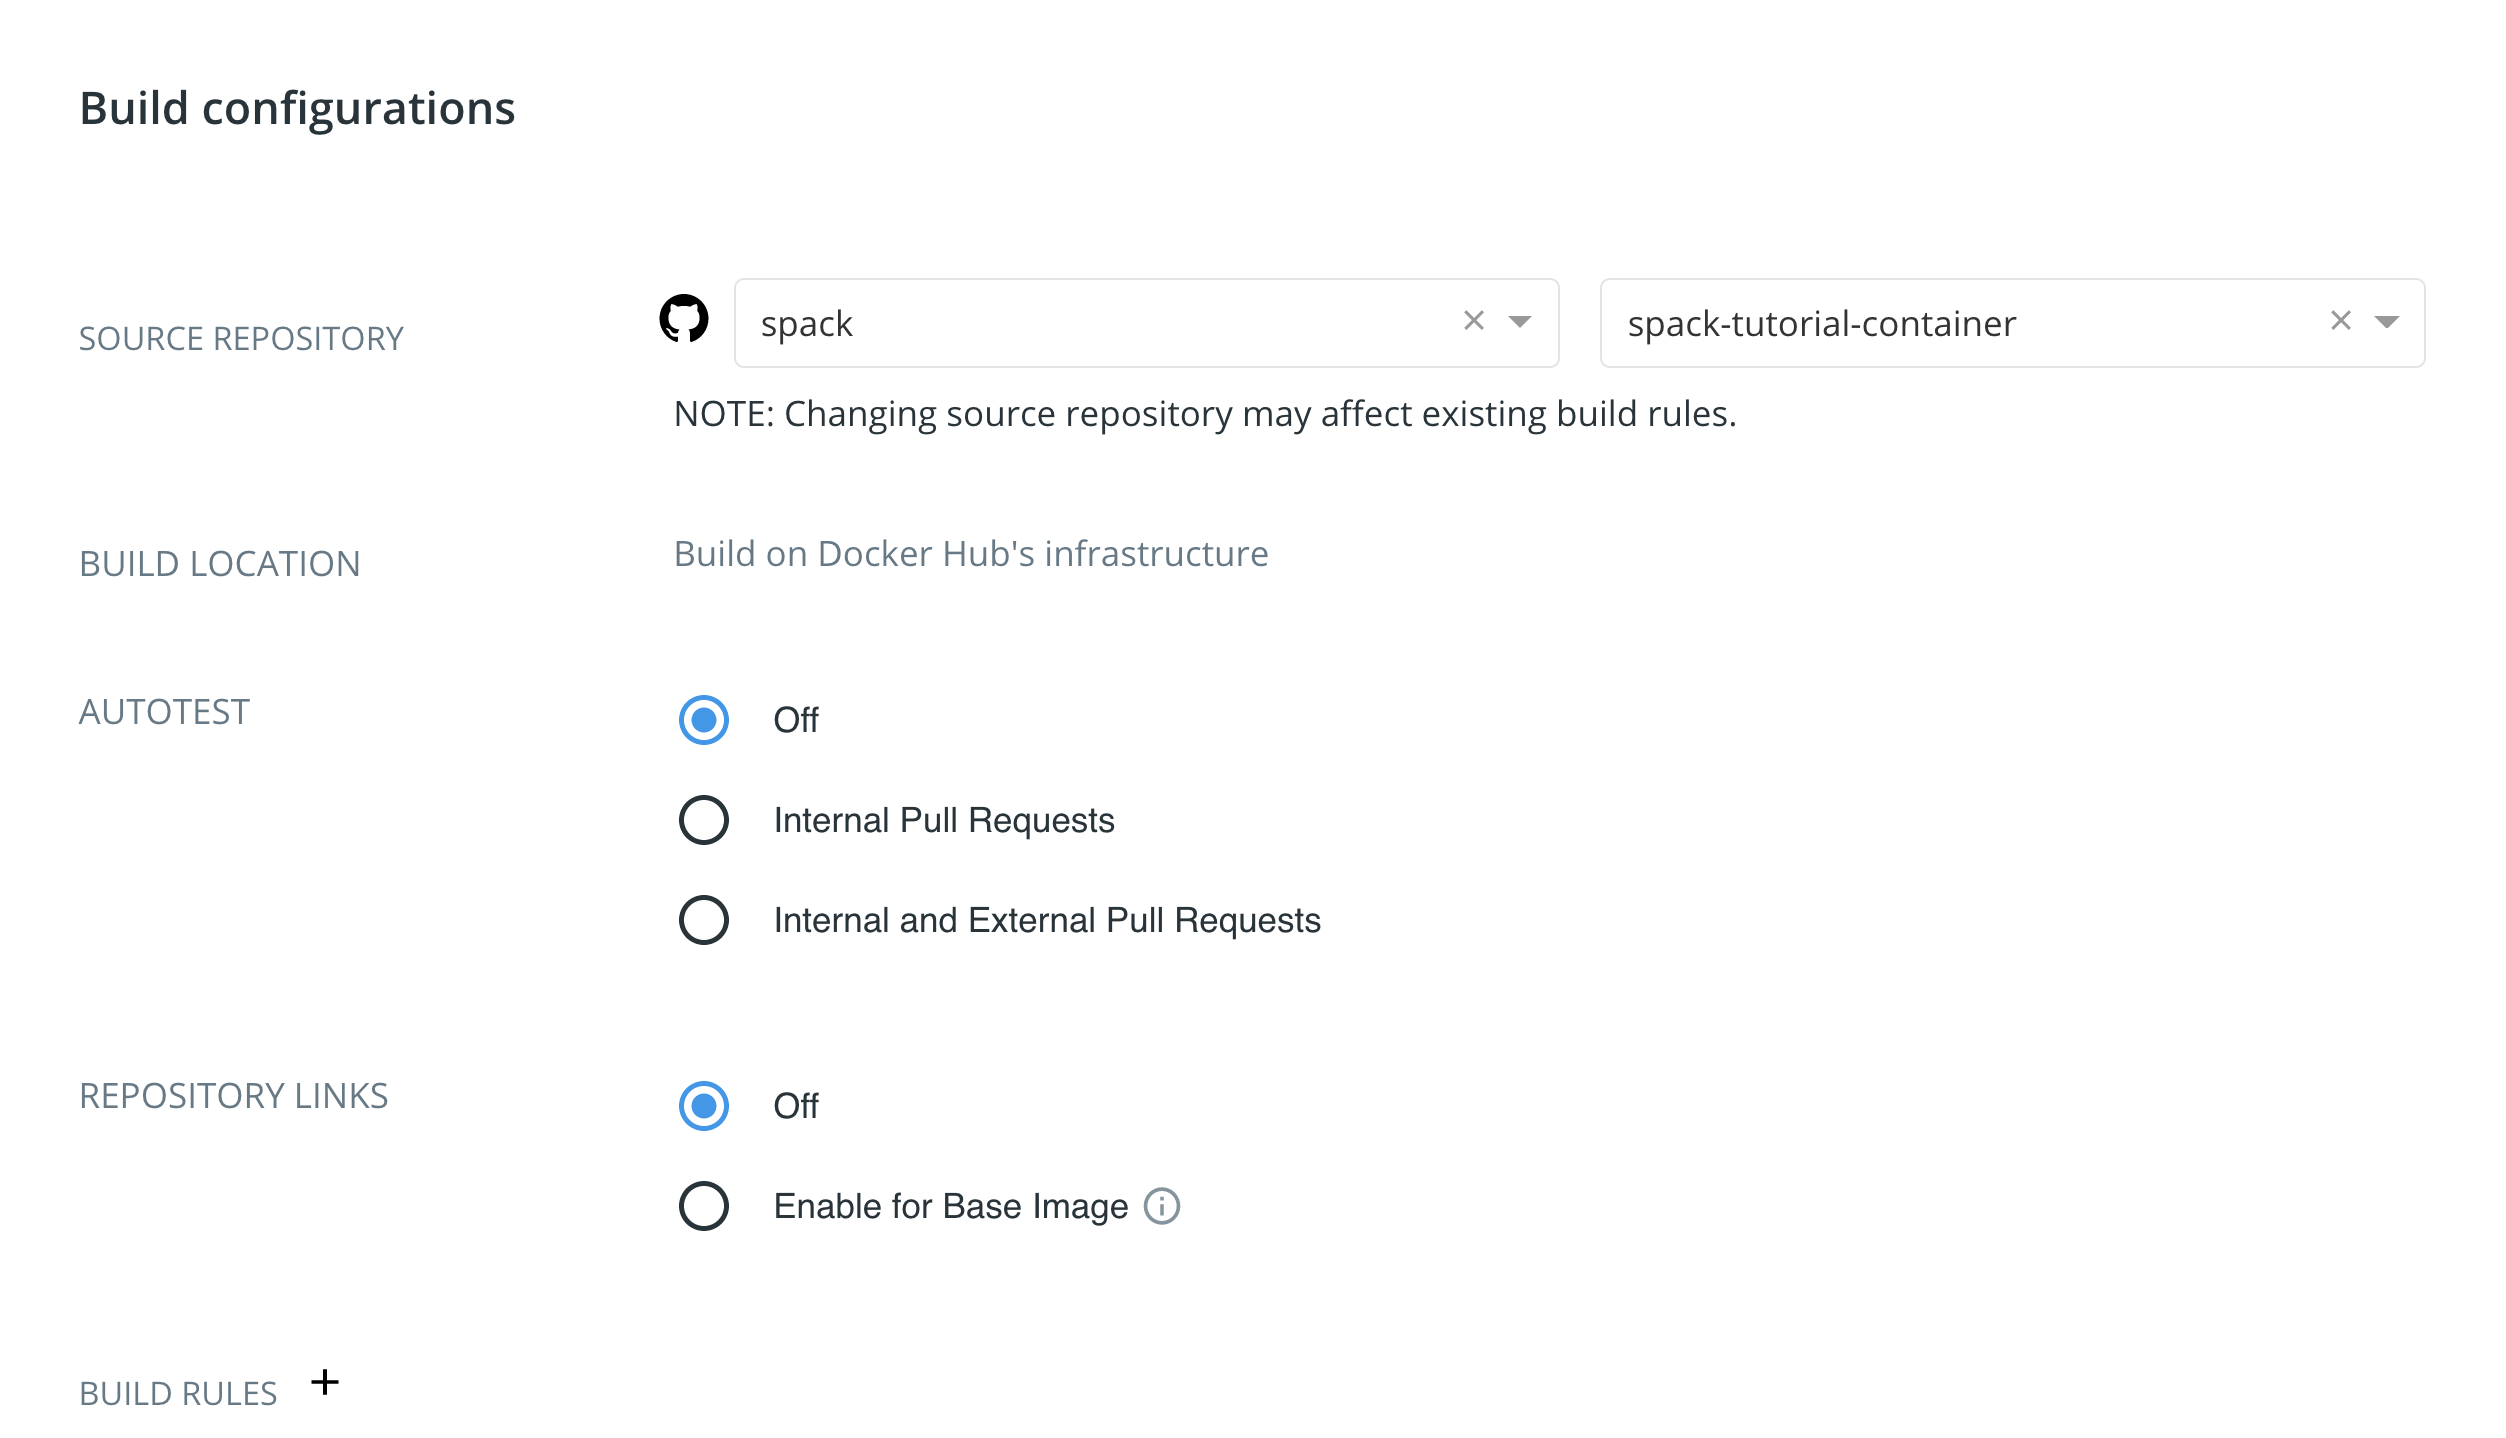 Build configurations
SOURCE REPOSITORY
spack
spack-tutorial-container
NOTE: Changing source repository may affect existing build rules.
BUILD LOCATION
Build on Docker Hub's infrastructure
AUTOTEST
Off
Internal Pull Requests
Internal and External Pull Requests
REPOSITORY LINKS
Off
Enable for Base Image
BUILD RULES +